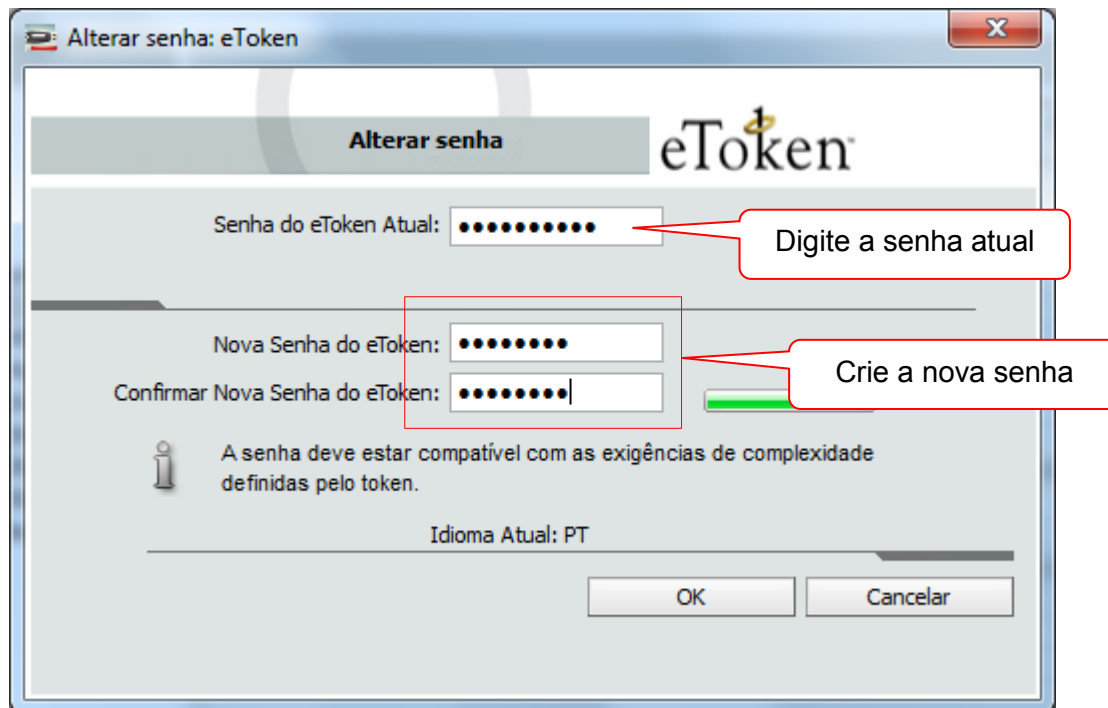 Alterar senha: eToken
Alterar senha
eToken
Senha do eToken Atual: ••••••••••
Digite a senha atual
Nova Senha do eToken: ••••••••
Crie a nova senha
Confirmar Nova Senha do eToken: ••••••••
A senha deve estar compatível com as exigências de complexidade
definidas pelo token.
Idioma Atual: PT
OK
Cancelar